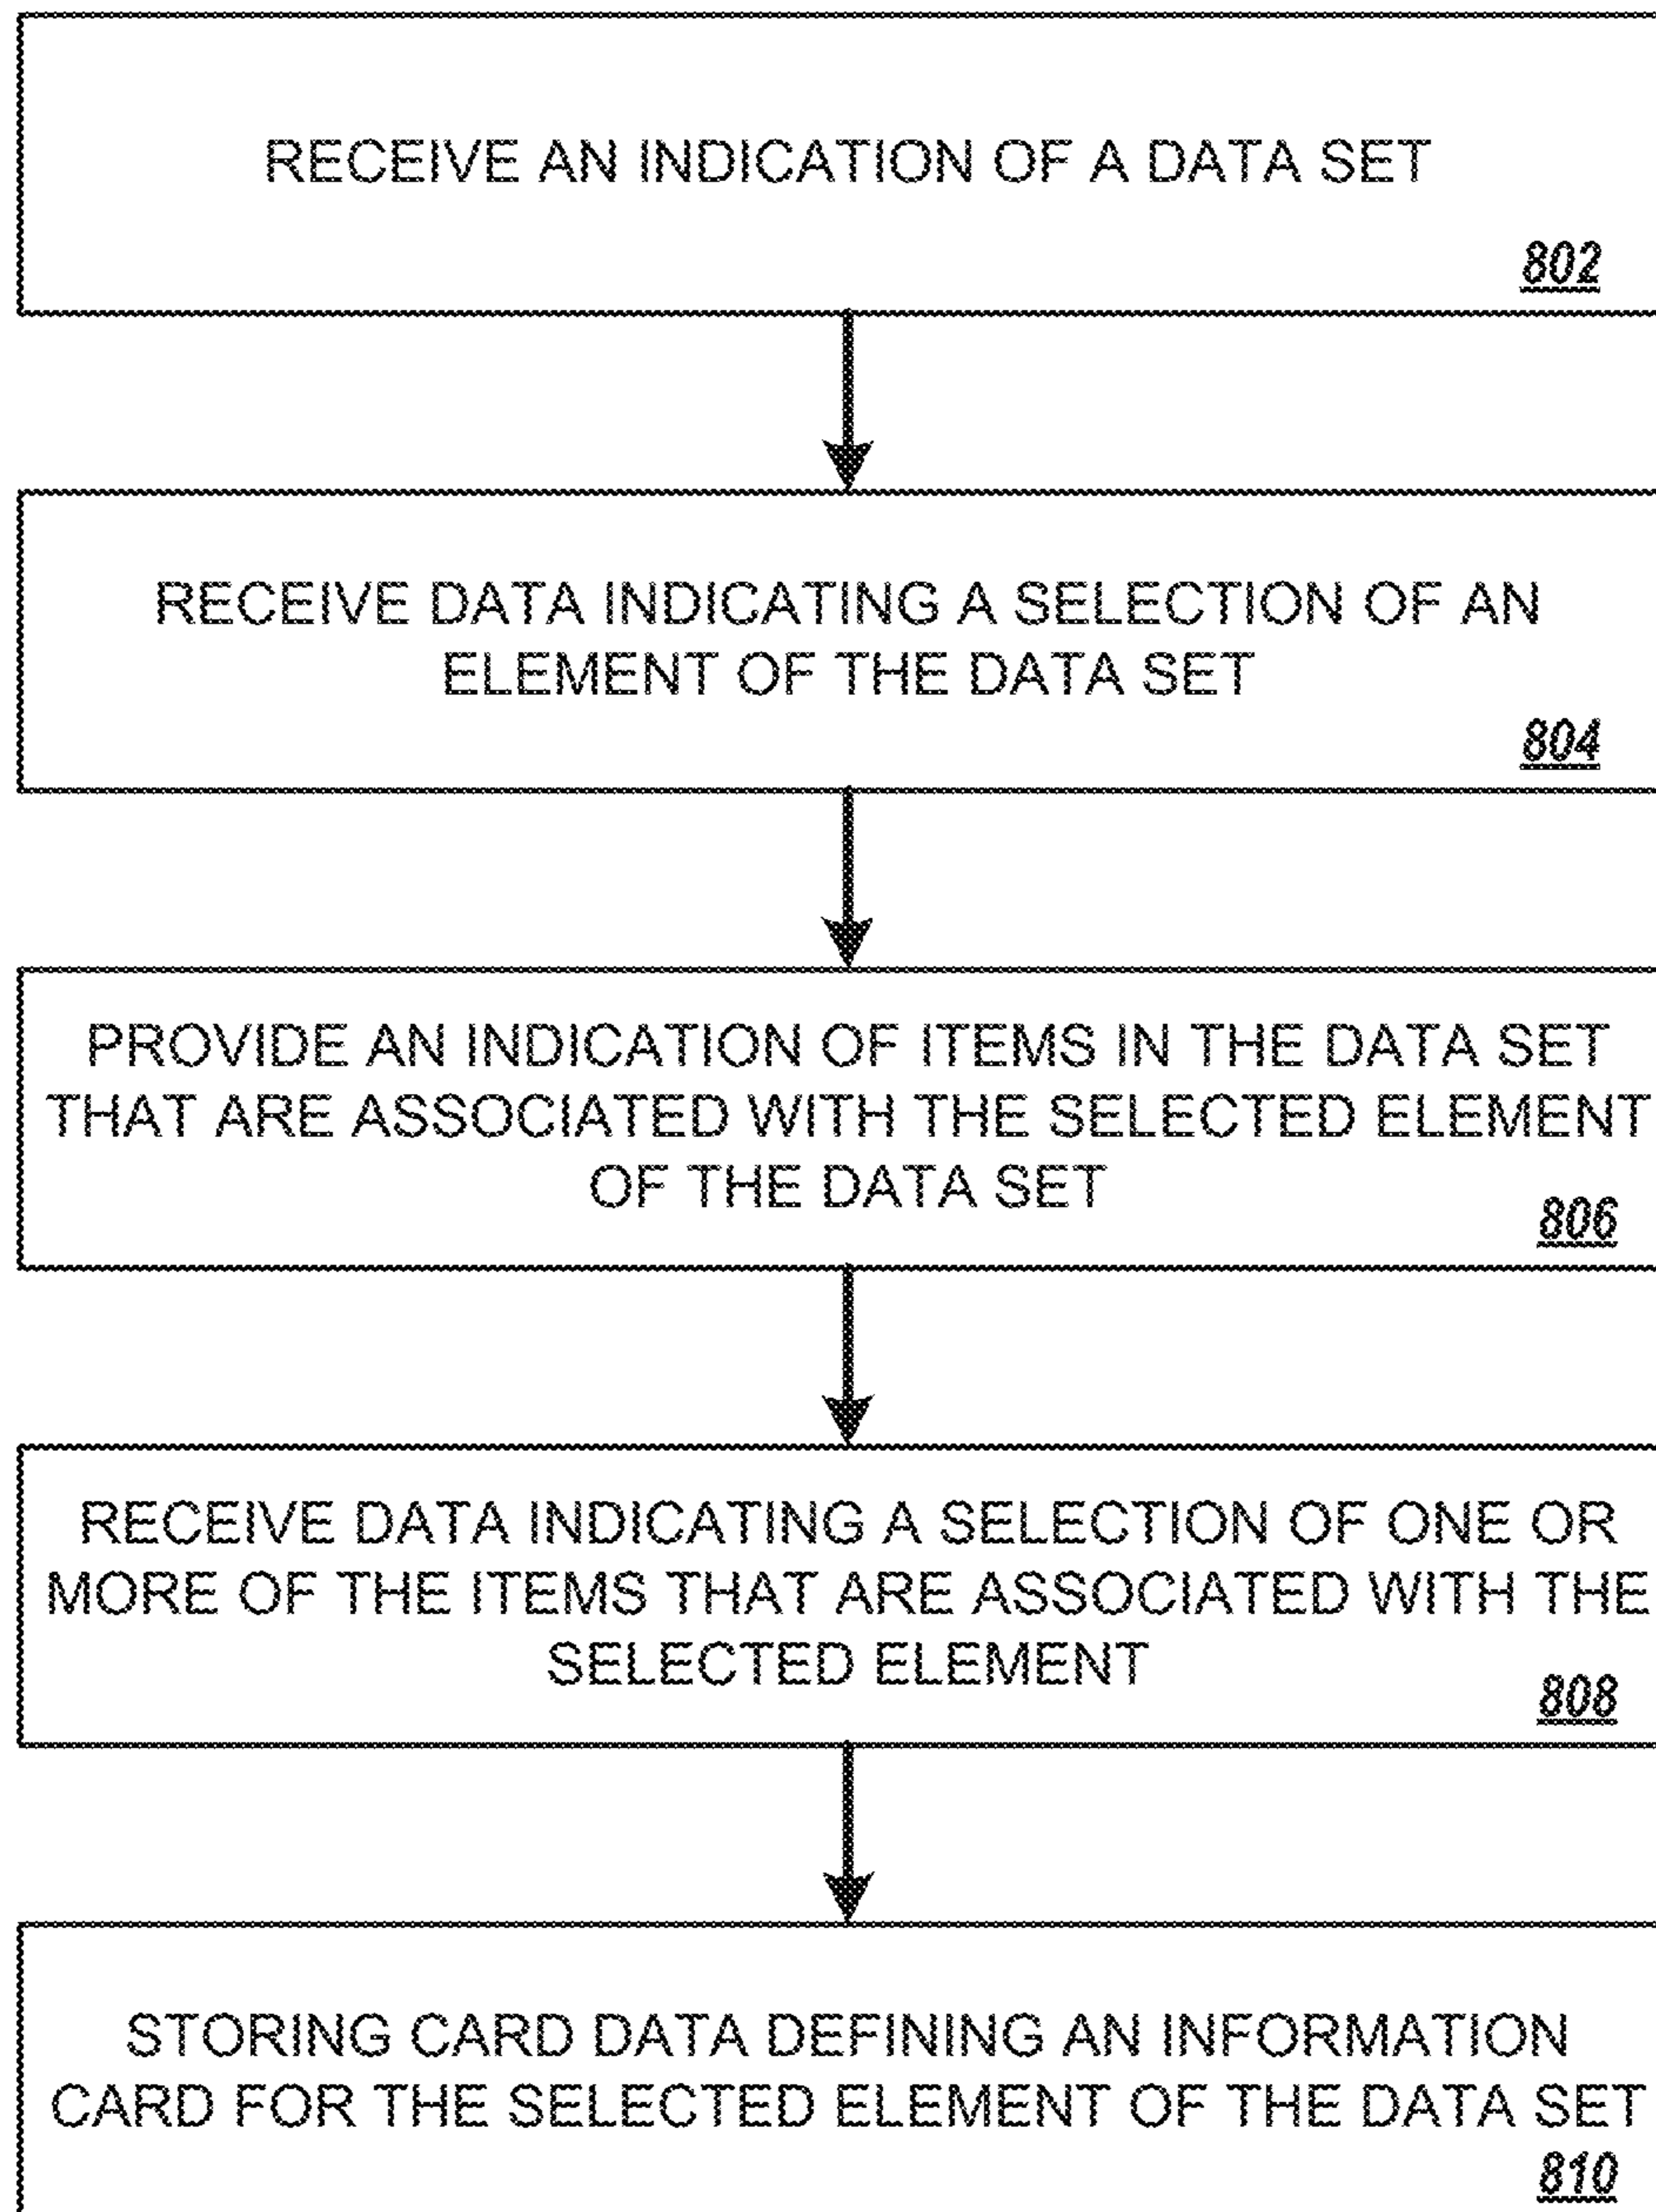 RECEIVE AN INDICATION OF A DATA SET
802
RECEIVE DATA INDICATING A SELECTION OF AN
ELEMENT OF THE DATA SET
804
PROVIDE AN INDICATION OF ITEMS IN THE DATA SET
THAT ARE ASSOCIATED WITH THE SELECTED ELEMENT
OF THE DATA SET
806
RECEIVE DATA INDICATING A SELECTION OF ONE OR
MORE OF THE ITEMS THAT ARE ASSOCIATED WITH THE
SELECTED ELEMENT
808
STORING CARD DATA DEFINING AN INFORMATION
CARD FOR THE SELECTED ELEMENT OF THE DATA SET
810